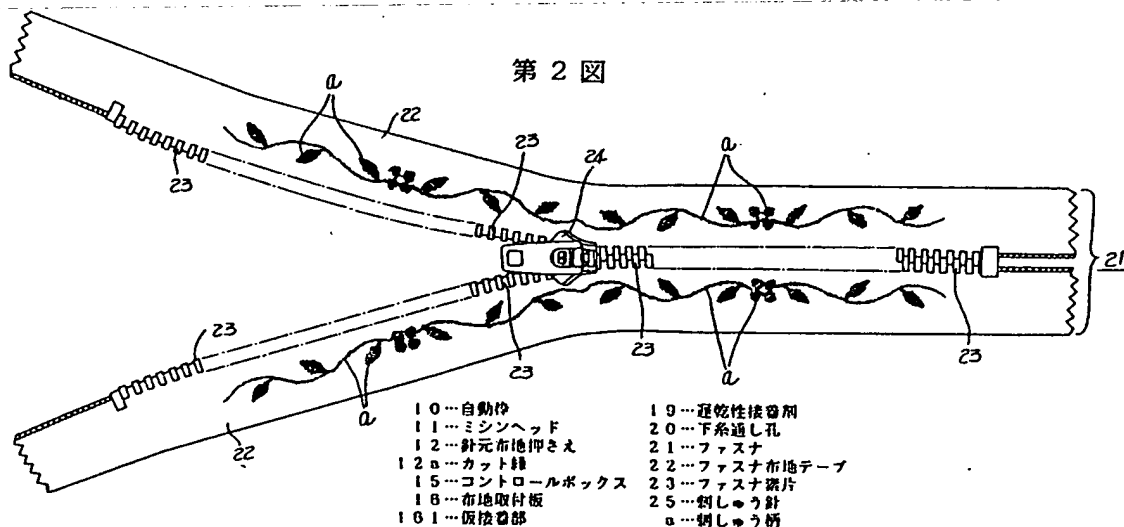 第2図
a
22
23
24
a
23
21
23
23
23
23
a
a
22
10…自動枠
11…ミシンヘッド
12…針元布地抑さえ
12a…カット縁
15…コントロールボックス
16…布地取付板
161…仮接着部
19…遅乾性接着剤
20…下糸通し孔
21…ファスナ
22…ファスナ布地テープ
23…ファスナ務片
25…刺しゅう針
a…刺しゅう柄